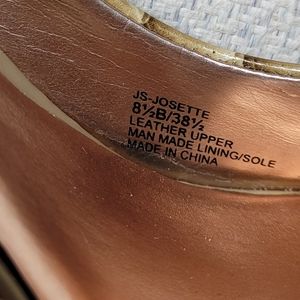 JS-JOSETTE
8½B/38½
LEATHER UPPER
MAN MADE LINING/SOLE
MADE IN CHINA